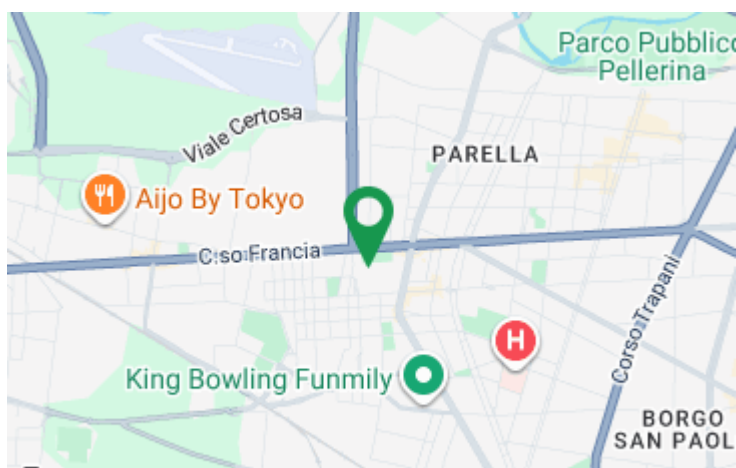 Parco Pubblico
Pellerina
Viale Certosa
PARELLA
Aijo By Tokyo
C.so Francia
Corso Trapani
H
King Bowling Funmily
BORGO
SAN PAOL